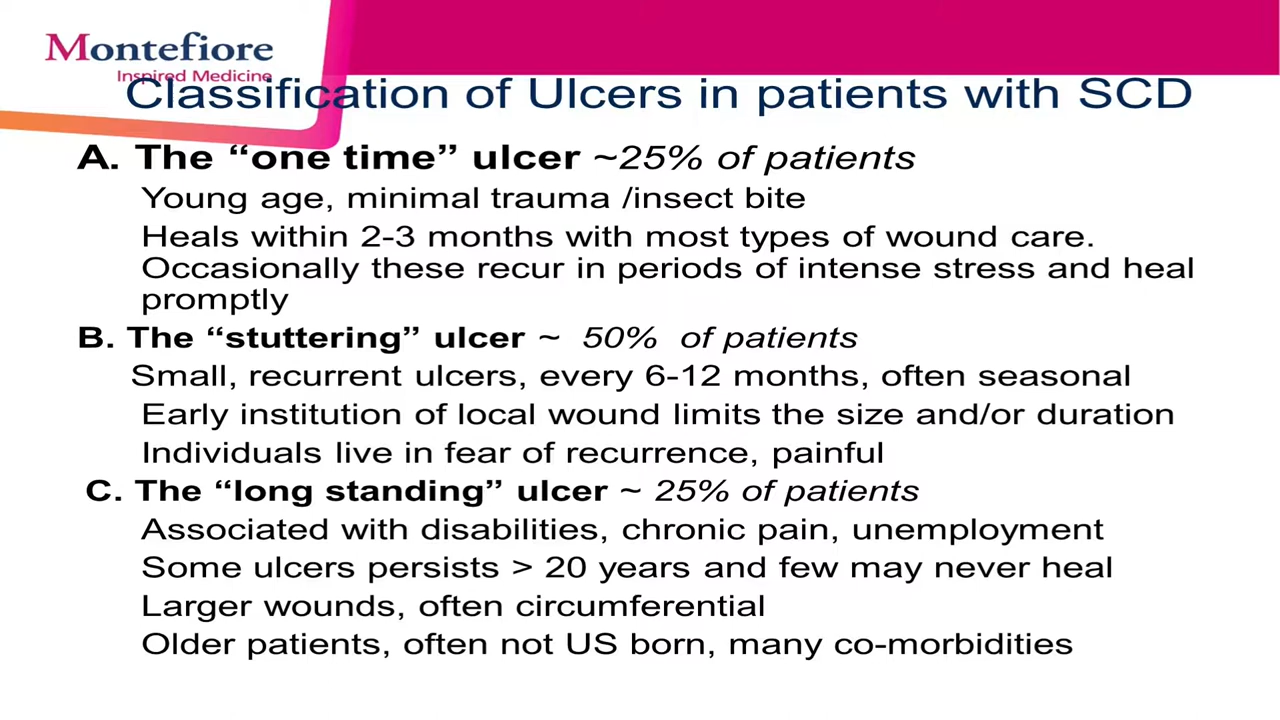 Montefiore
Inspired Medicine
Classification of Ulcers in patients with SCD
A. The “one time” ulcer ~25% of patients
Young age, minimal trauma /insect bite
Heals within 2-3 months with most types of wound care.
Occasionally these recur in periods of intense stress and heal
promptly
B. The “stuttering” ulcer ~ 50% of patients
Small, recurrent ulcers, every 6-12 months, often seasonal
Early institution of local wound limits the size and/or duration
Individuals live in fear of recurrence, painful
C. The “long standing” ulcer ~ 25% of patients
Associated with disabilities, chronic pain, unemployment
Some ulcers persists > 20 years and few may never heal
Larger wounds, often circumferential
Older patients, often not US born, many co-morbidities